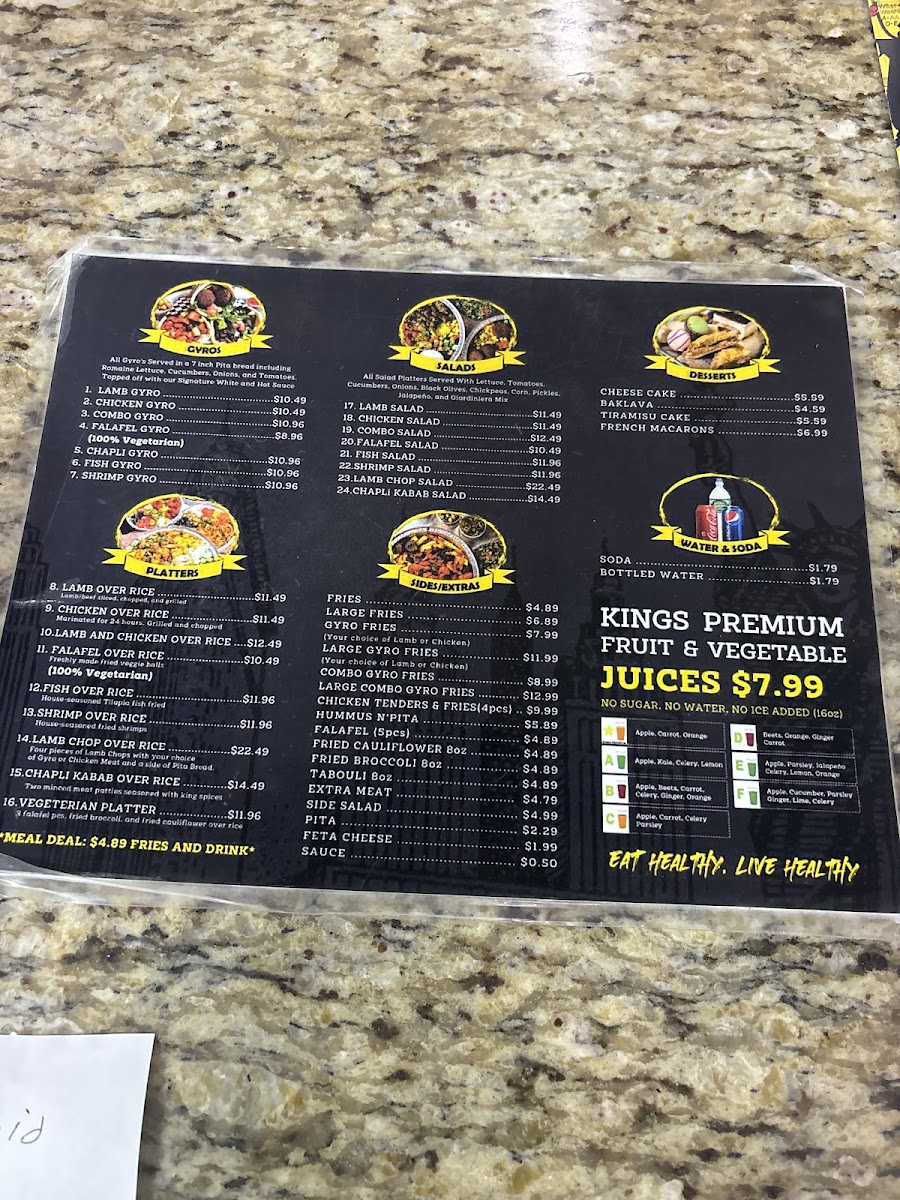 GYROS
All Gyro's Served in a 7 inch Pita bread including
Romaine Lettuce, Cucumbers, Onions, and Tomatoes.
Topped off with our Signature White and Hot Sauce
1. LAMB GYRO $10.49
2. CHICKEN GYRO $10.49
3. COMBO GYRO $10.96
4. FALAFEL GYRO $8.96
(100% Vegetarian)
5. CHAPLI GYRO $10.96
6. FISH GYRO $10.96
7. SHRIMP GYRO $10.96
PLATTERS
8. LAMB OVER RICE $11.49
Lamb/beef sliced, chopped, and grilled
9. CHICKEN OVER RICE $11.49
Marinated for 24 hours, Grilled and chopped
10.LAMB AND CHICKEN OVER RICE $12.49
11. FALAFEL OVER RICE $10.49
Freshly made fried veggie balls
(100% Vegetarian)
12.FISH OVER RICE $11.96
House-seasoned Tilapia fish fried
13.SHRIMP OVER RICE $11.96
House-seasoned fried shrimps
14.LAMB CHOP OVER RICE $22.49
Four pieces of Lamb Chops with your choice
of Gyro or Chicken Meat and a side of Pita Bread.
15.CHAPLI KABAB OVER RICE $14.49
Two minced meat patties seasoned with king spices
16.VEGETERIAN PLATTER $11.96
3 falafel pcs, fried broccoli, and fried cauliflower over rice
*MEAL DEAL: $4.89 FRIES AND DRINK*
SALADS
All Salad Platters Served With Lettuce, Tomatoes,
Cucumbers, Onions, Black Olives, Chickpeas, Corn, Pickles,
Jalapeño, and Giardiniera Mix
17. LAMB SALAD $11.49
18. CHICKEN SALAD $11.49
19. COMBO SALAD $12.49
20.FALAFEL SALAD $10.49
21. FISH SALAD $11.96
22.SHRIMP SALAD $11.96
23.LAMB CHOP SALAD $22.49
24.CHAPLI KABAB SALAD $14.49
SIDES/EXTRAS
FRIES $4.89
LARGE FRIES $6.89
GYRO FRIES $7.99
(Your choice of Lamb or Chicken)
LARGE GYRO FRIES $11.99
(Your choice of Lamb or Chicken)
COMBO GYRO FRIES $8.99
LARGE COMBO GYRO FRIES $12.99
CHICKEN TENDERS & FRIES(4pcs) $9.99
HUMMUS N'PITA $5.89
FALAFEL (5pcs) $4.89
FRIED CAULIFLOWER 8oz $4.89
FRIED BROCCOLI 8oz $4.89
TABOULI 8oz $4.89
EXTRA MEAT $4.79
SIDE SALAD $4.99
PITA $2.29
FETA CHEESE $1.99
SAUCE $0.50
DESSERTS
CHEESE CAKE $5.59
BAKLAVA $4.59
TIRAMISU CAKE $5.59
FRENCH MACARONS $6.99
WATER & SODA
SODA $1.79
BOTTLED WATER $1.79
KINGS PREMIUM
FRUIT & VEGETABLE
JUICES $7.99
NO SUGAR, NO WATER, NO ICE ADDED (16oz)
Apple, Carrot, Orange
A Apple, Kale, Celery, Lemon
B Apple, Beets, Carrot,
Celery, Ginger, Orange
C Apple, Carrot, Celery
Parsley
D Beets, Orange, Ginger
Carrot
E Apple, Parsley, Jalapeño
Celery, Lemon, Orange
F Apple, Cucumber, Parsley
Ginger, Lime, Celery
EAT HEALTHY. LIVE HEALTHY